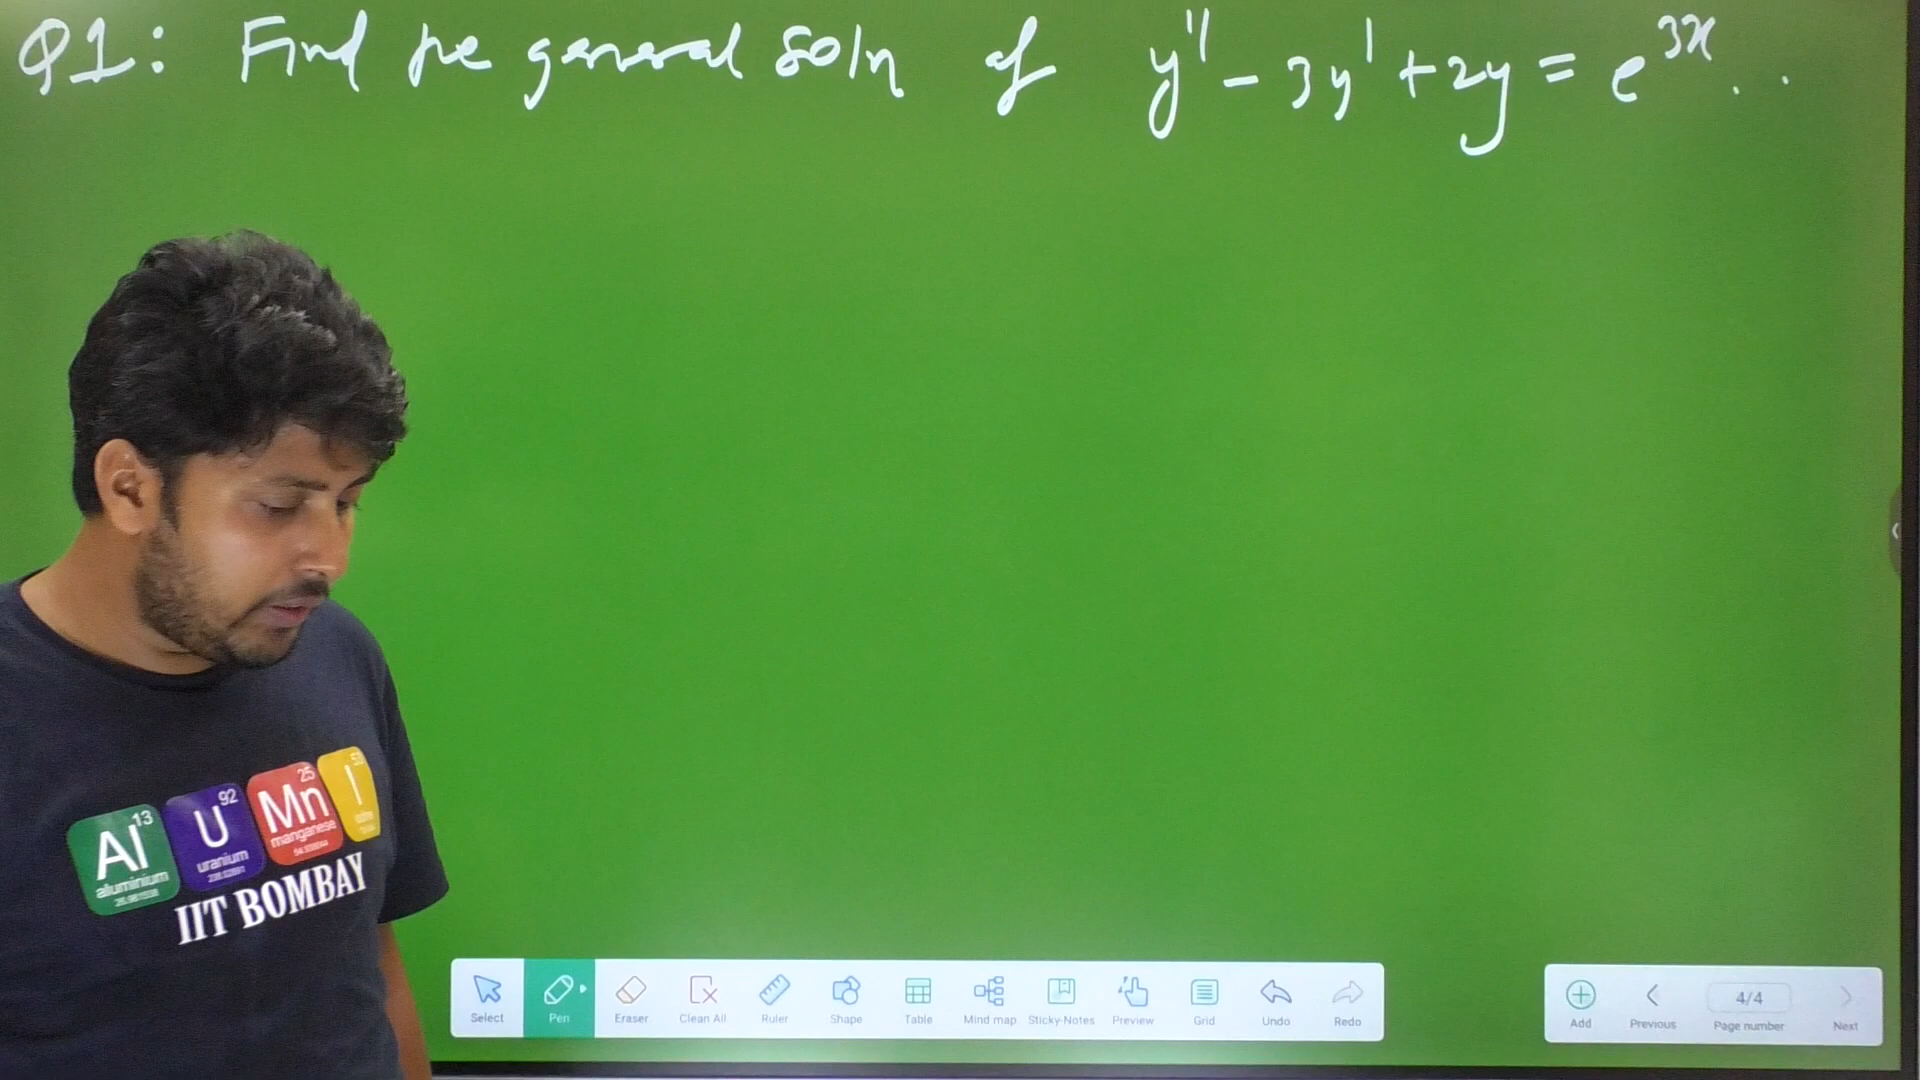 Q1: Find the general soln of y'' - 3y' + 2y = e^{3x} ..
13 92 25 53
Al U Mn I
aluminium uranium manganese
IIT BOMBAY
Select Pen Eraser Clean All Ruler Shape Table Mind map Sticky-Notes Preview Grid Undo Redo
Add Previous 4/4 Page number Next